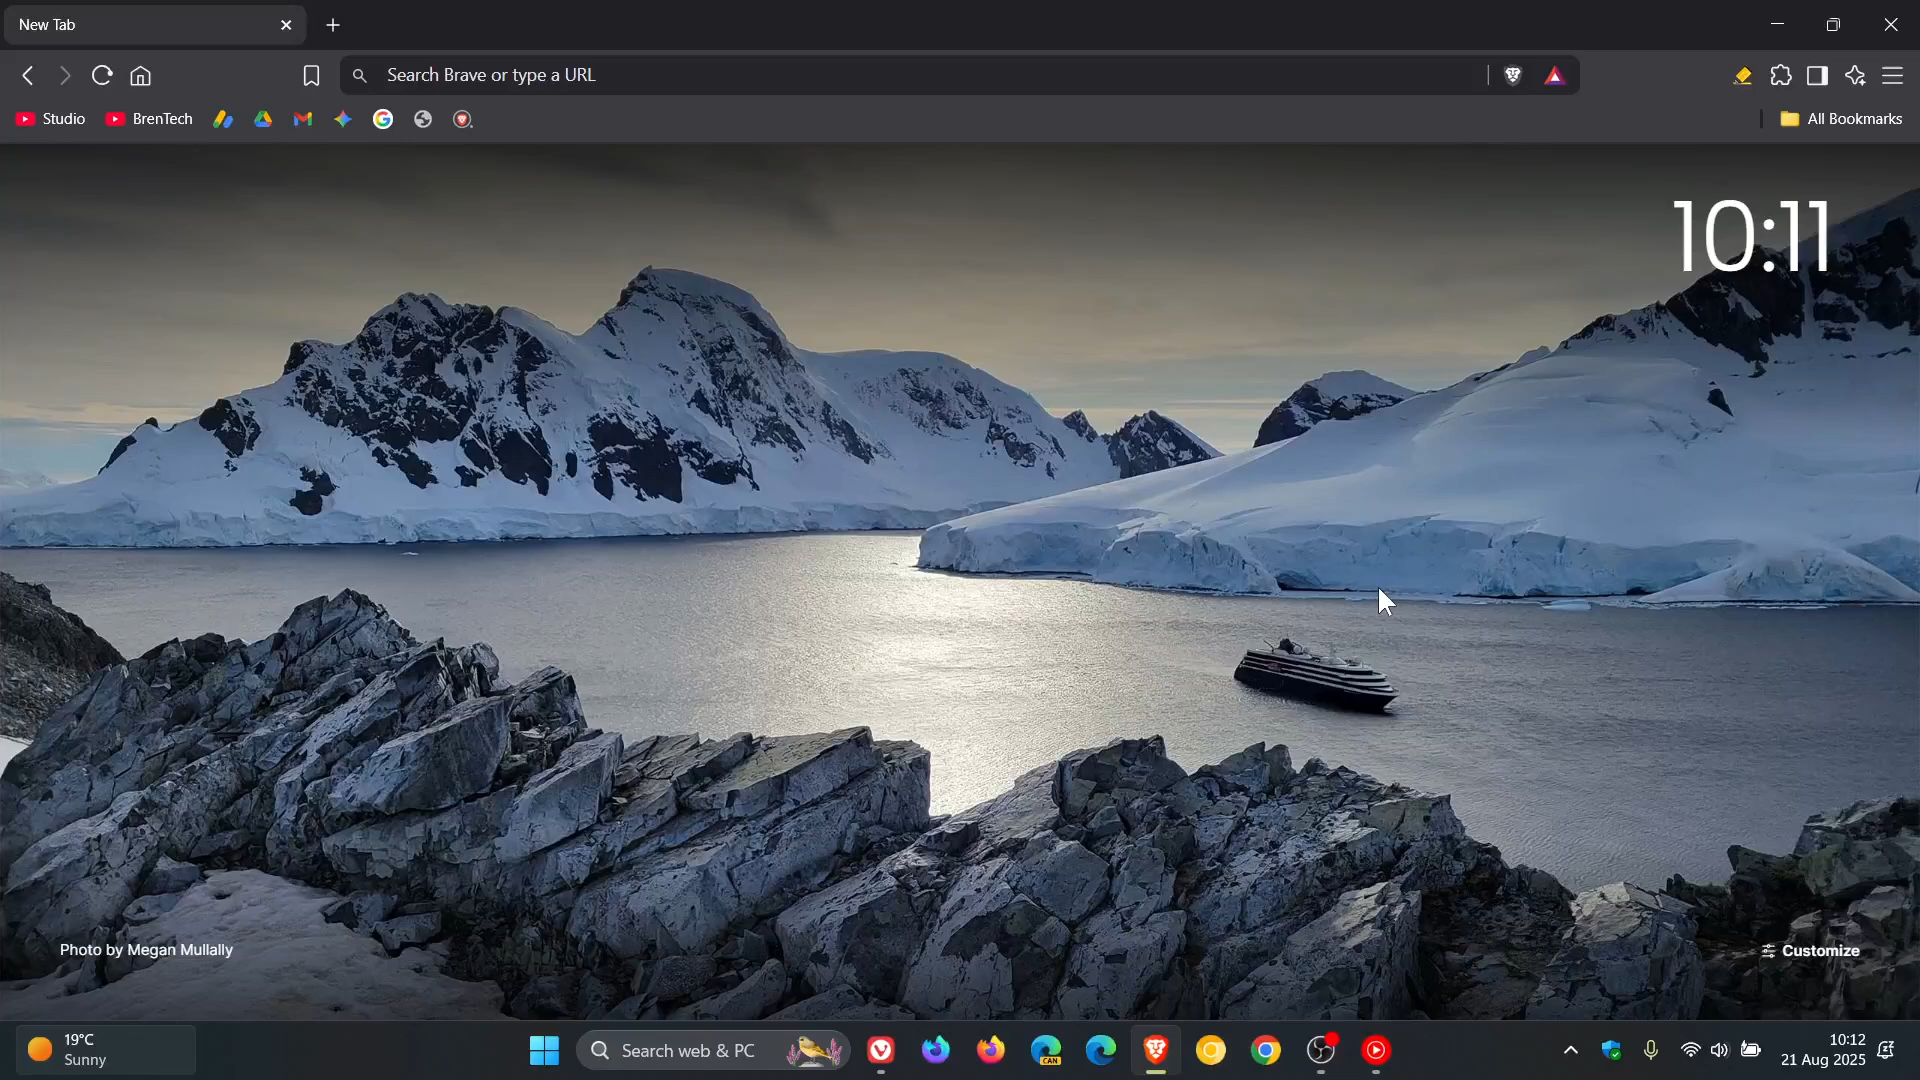 New Tab
Search Brave or type a URL
Studio
BrenTech
All Bookmarks
10:11
Photo by Megan Mullally
Customize
19°C
Sunny
Search web & PC
CAN
10:12
21 Aug 2025